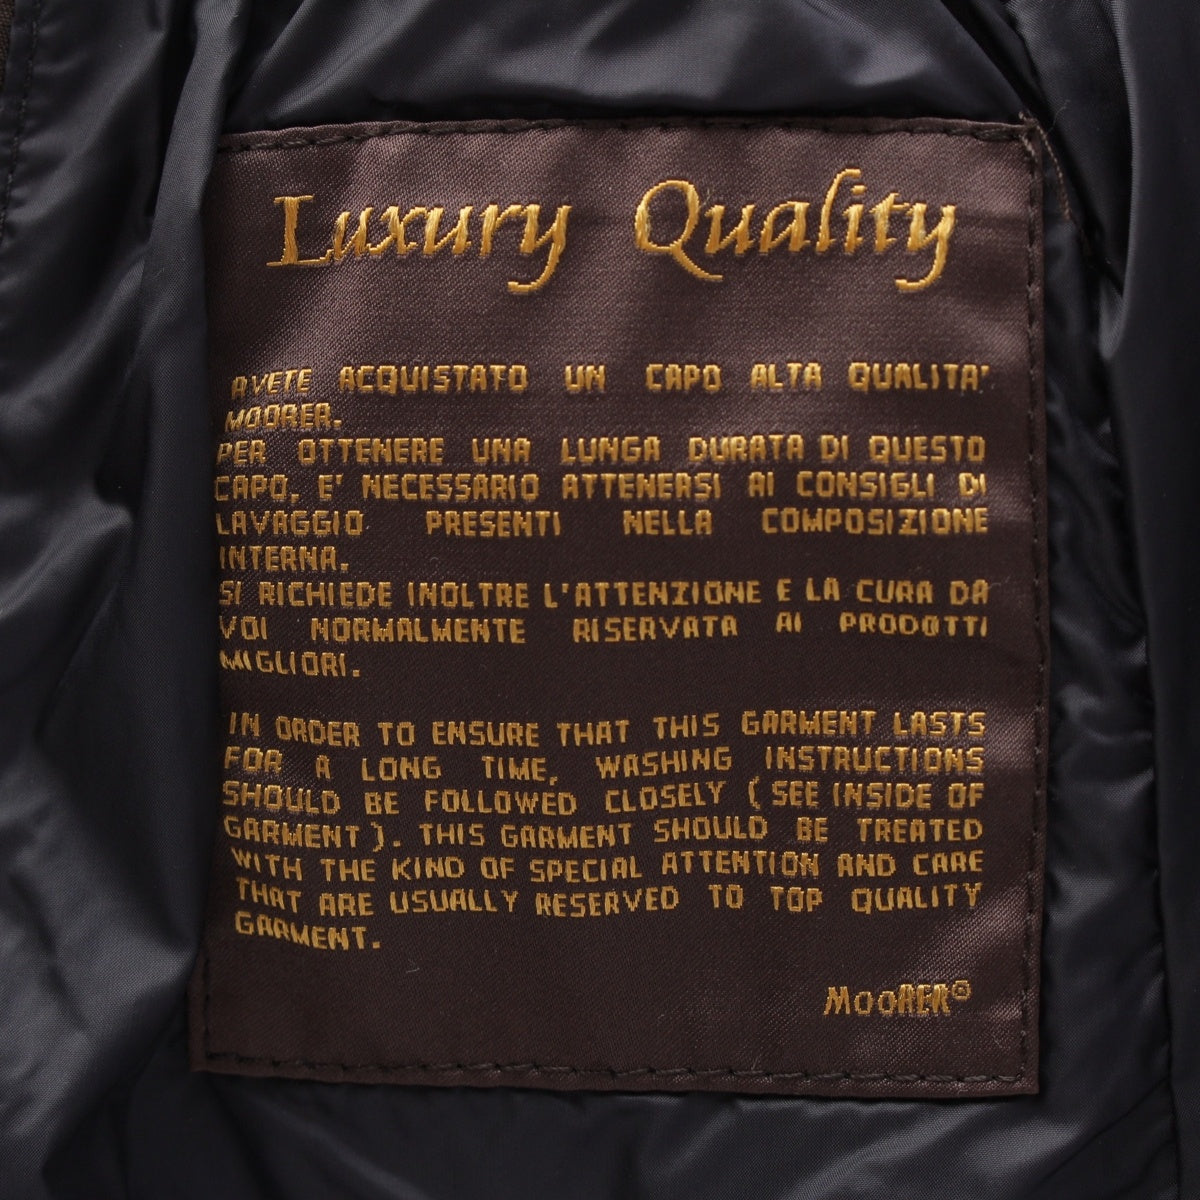 Luxury Quality
AVETE ACQUISTATO UN CAPO ALTA QUALITA'
MOORER.
PER OTTENERE UNA LUNGA DURATA DI QUESTO
CAPO, E' NECESSARIO ATTENERSI AI CONSIGLI DI
LAVAGGIO PRESENTI NELLA COMPOSIZIONE
INTERNA.
SI RICHIEDE INOLTRE L'ATTENZIONE E LA CURA DA
VOI NORMALMENTE RISERVATA AI PRODOTTI
MIGLIORI.
IN ORDER TO ENSURE THAT THIS GARMENT LASTS
FOR A LONG TIME, WASHING INSTRUCTIONS
SHOULD BE FOLLOWED CLOSELY (SEE INSIDE OF
GARMENT). THIS GARMENT SHOULD BE TREATED
WITH THE KIND OF SPECIAL ATTENTION AND CARE
THAT ARE USUALLY RESERVED TO TOP QUALITY
GARMENT.
MOORER®